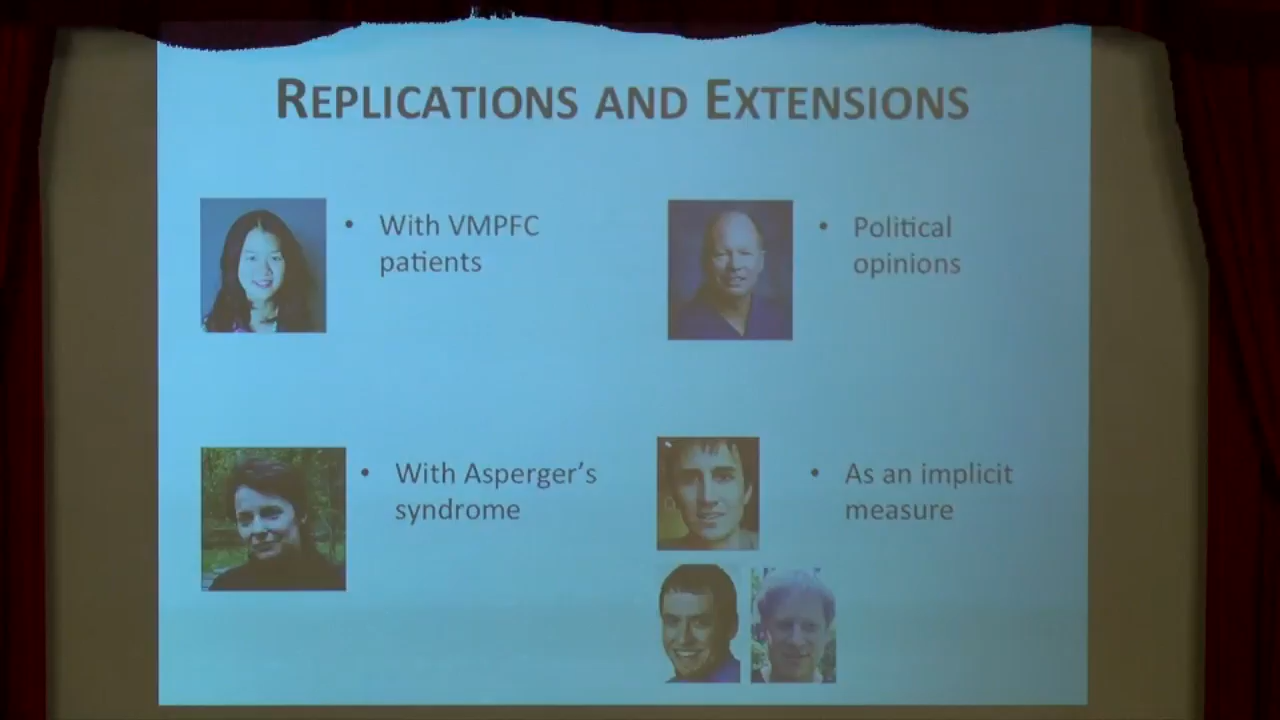 REPLICATIONS AND EXTENSIONS
• With VMPFC
patients
• Political
opinions
• With Asperger’s
syndrome
• As an implicit
measure